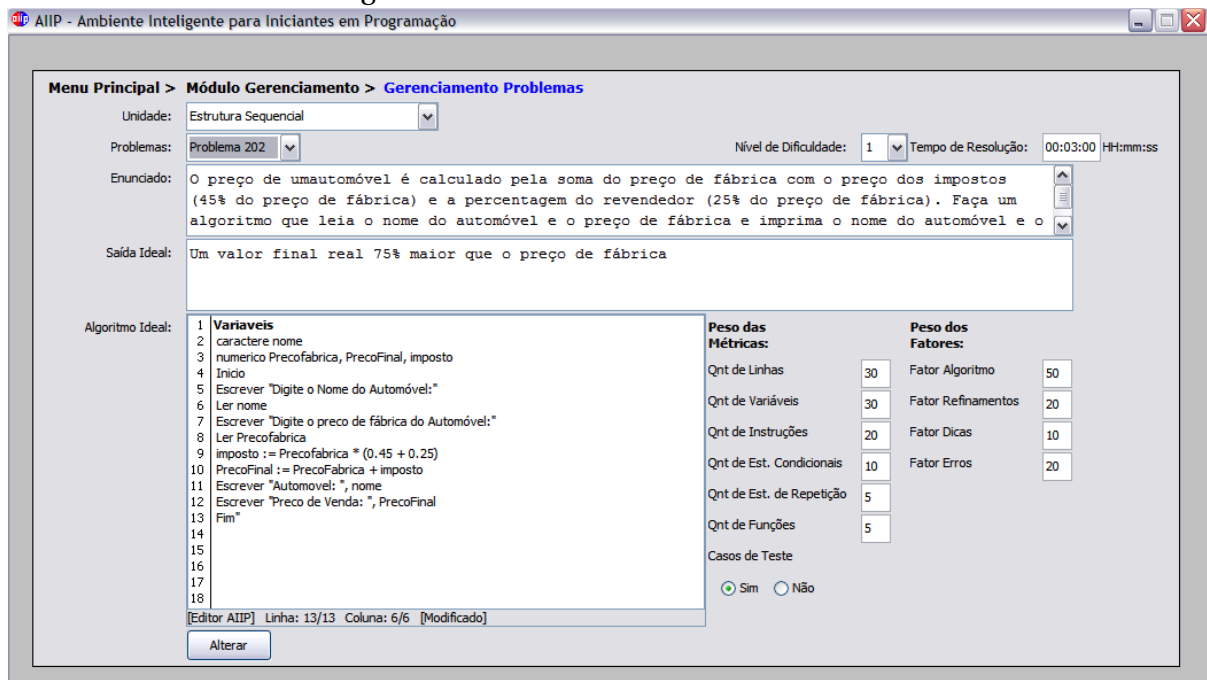 AIIP - Ambiente Inteligente para Iniciantes em Programação
Menu Principal > Módulo Gerenciamento > Gerenciamento Problemas
Unidade: Estrutura Sequencial
Problemas: Problema 202 Nível de Dificuldade: 1 Tempo de Resolução: 00:03:00 HH:mm:ss
Enunciado: O preço de umautomóvel é calculado pela soma do preço de fábrica com o preço dos impostos
(45% do preço de fábrica) e a percentagem do revendedor (25% do preço de fábrica). Faça um
algoritmo que leia o nome do automóvel e o preço de fábrica e imprima o nome do automóvel e o
Saída Ideal: Um valor final real 75% maior que o preço de fábrica
Algoritmo Ideal:
1 Variaveis
2 caractere nome
3 numerico Precofabrica, PrecoFinal, imposto
4 Inicio
5 Escrever "Digite o Nome do Automóvel:"
6 Ler nome
7 Escrever "Digite o preco de fábrica do Automóvel:"
8 Ler Precofabrica
9 imposto := Precofabrica * (0.45 + 0.25)
10 PrecoFinal := PrecoFabrica + imposto
11 Escrever "Automovel: ", nome
12 Escrever "Preco de Venda: ", PrecoFinal
13 Fim"
14
15
16
17
18
[Editor AIIP] Linha: 13/13 Coluna: 6/6 [Modificado]
Alterar
Peso das
Métricas:
Qnt de Linhas 30
Qnt de Variáveis 30
Qnt de Instruções 20
Qnt de Est. Condicionais 10
Qnt de Est. de Repetição 5
Qnt de Funções 5
Casos de Teste
Sim Não
Peso dos
Fatores:
Fator Algoritmo 50
Fator Refinamentos 20
Fator Dicas 10
Fator Erros 20